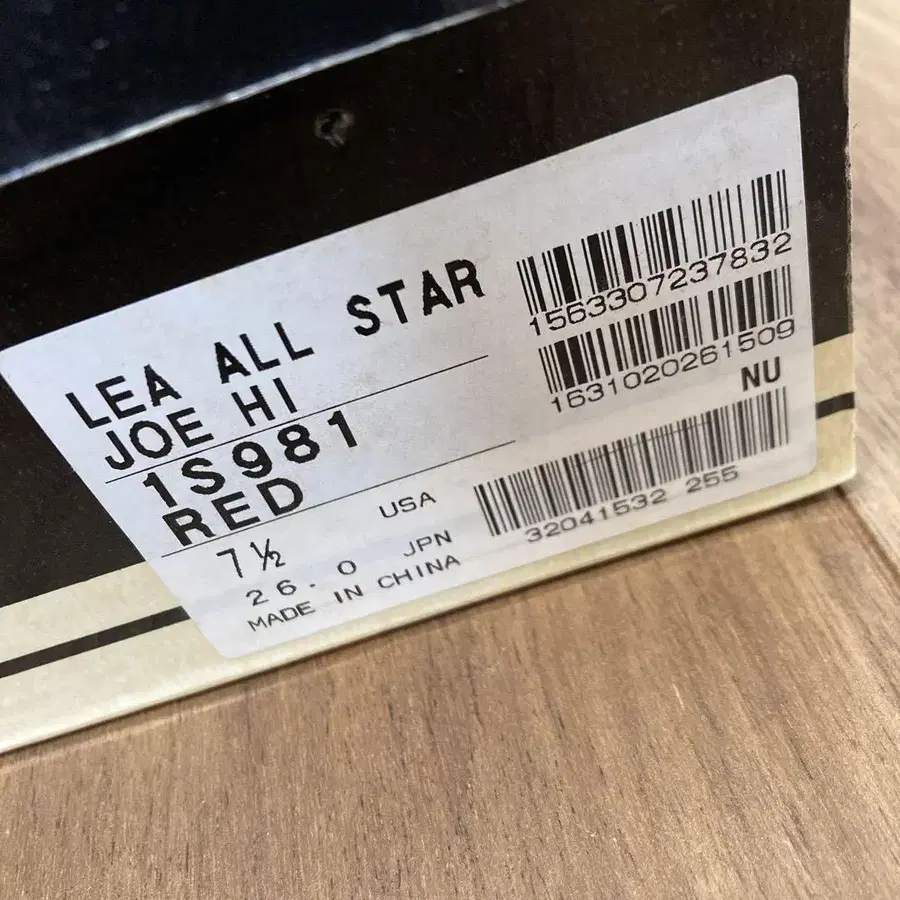 LEA ALL STAR
JOE HI
1S981
RED
7½ USA
26.0 JPN
MADE IN CHINA
1563307237832
1631020261509
NU
32041532 255